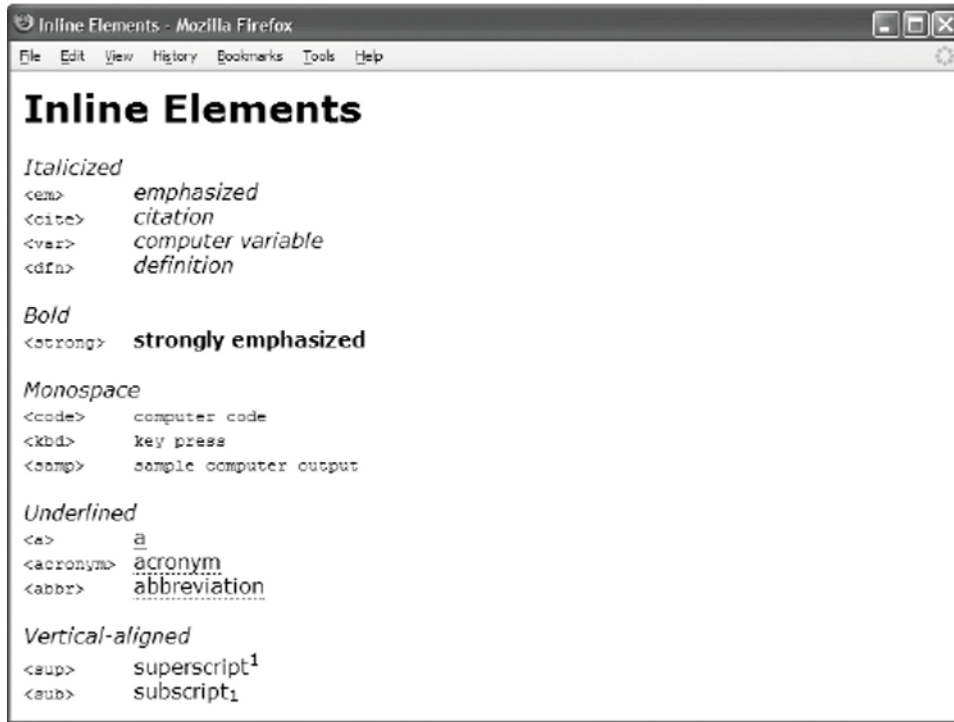 Inline Elements - Mozilla Firefox
File Edit View History Bookmarks Tools Help
Inline Elements
Italicized
<em> emphasized
<cite> citation
<var> computer variable
<dfn> definition
Bold
<strong> strongly emphasized
Monospace
<code> computer code
<kbd> key press
<samp> sample computer output
Underlined
<a> a
<acronym> acronym
<abbr> abbreviation
Vertical-aligned
<sup> superscript¹
<sub> subscript₁